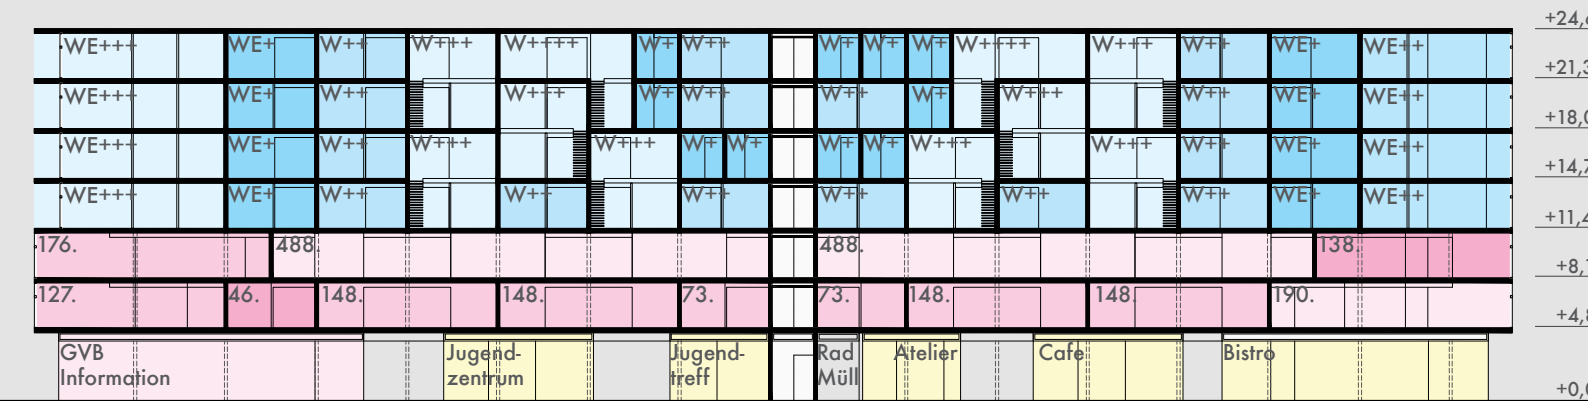 +24,
WE+++ WE+ W++ W+++ W++++ W+ W++ W+ W+ W+ W++++ W+++ W++ WE+ WE++
+21,3
WE+++ WE+ W++ W+++ W+ W++ W++ W+ W+++ W++ WE+ WE++
+18,0
WE+++ WE+ W++ W+++ W+++ W+ W+ W+ W+ W+++ W+++ W++ WE+ WE++
+14,7
WE+++ WE+ W++ W++ W++ W++ W++ W++ WE+ WE++
+11,4
176. 488. 488. 138.
+8,
127. 46. 148. 148. 73. 73. 148. 148. 190.
+4,8
GVB Jugend- Jugend- Rad Atelier Cafe Bistro
Information zentrum treff Müll
+0,0